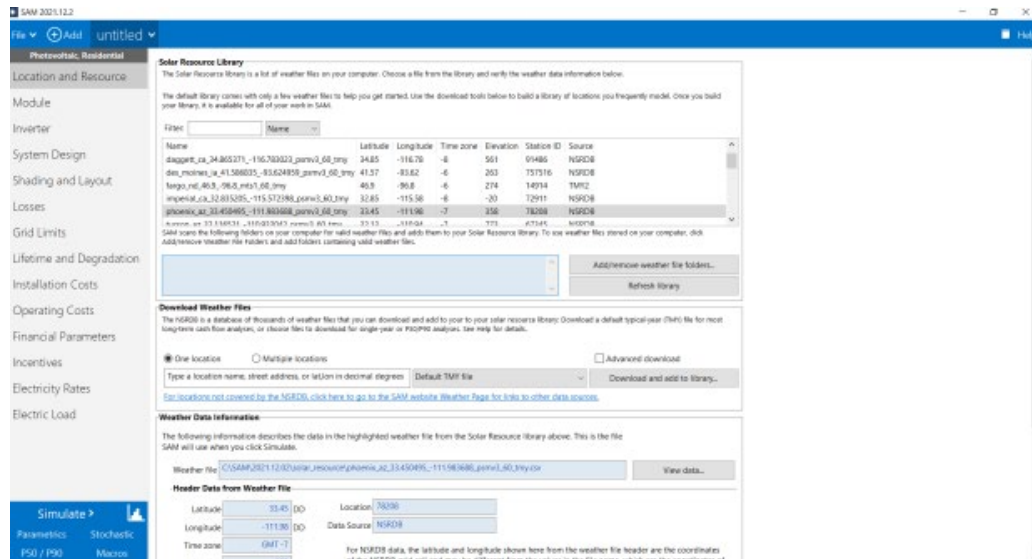 SAM 2021.12.2
File Add untitled
Photovoltaic, Residential
Location and Resource
Module
Inverter
System Design
Shading and Layout
Losses
Grid Limits
Lifetime and Degradation
Installation Costs
Operating Costs
Financial Parameters
Incentives
Electricity Rates
Electric Load
Simulate >
Parametrics Stochastic
P50 / P90 Macros
Solar Resource Library
The Solar Resource library is a list of weather files on your computer. Choose a file from the library and verify the weather data information below.
The default library comes with only a few weather files to help you get started. Use the download tools below to build a library of locations you frequently model. Once you build
your library, it is available for all of your work in SAM.
Filter: Name
Name Latitude Longitude Time zone Elevation Station ID Source
daggett_ca_34.865371_-116.783023_psmv3_60_tmy 34.85 -116.78 -8 561 91486 NSRDB
des_moines_ia_41.586835_-93.624959_psmv3_60_tmy 41.57 -93.62 -6 263 757516 NSRDB
fargo_nd_46.9_-96.8_mts1_60_tmy 46.9 -96.8 -6 274 14914 TMY2
imperial_ca_32.835205_-115.572398_psmv3_60_tmy 32.85 -115.58 -8 -20 72911 NSRDB
phoenix_az_33.450495_-111.983688_psmv3_60_tmy 33.45 -111.98 -7 358 78208 NSRDB
SAM scans the following folders on your computer for valid weather files and adds them to your Solar Resource library. To use weather files stored on your computer, click
Add/remove Weather File Folders and add folders containing valid weather files.
Add/remove weather file folders...
Refresh library
Download Weather Files
The NSRDB is a database of thousands of weather files that you can download and add to your to your solar resource library: Download a default typical-year (TMY) file for most
long-term cash flow analyses, or choose files to download for single-year or P50/P90 analyses. See Help for details.
One location Multiple locations Advanced download
Type a location name, street address, or lat,lon in decimal degrees Default TMY file Download and add to library...
For locations not covered by the NSRDB, click here to go to the SAM website Weather Page for links to other data sources.
Weather Data Information
The following information describes the data in the highlighted weather file from the Solar Resource library above. This is the file
SAM will use when you click Simulate.
Weather file C:\SAM\2021.12.02\solar_resource\phoenix_az_33.450495_-111.983688_psmv3_60_tmy.csv View data...
Header Data from Weather File
Latitude 33.45 DD Location 78208
Longitude -111.98 DD Data Source NSRDB
Time zone GMT -7
For NSRDB data, the latitude and longitude shown here from the weather file header are the coordinates